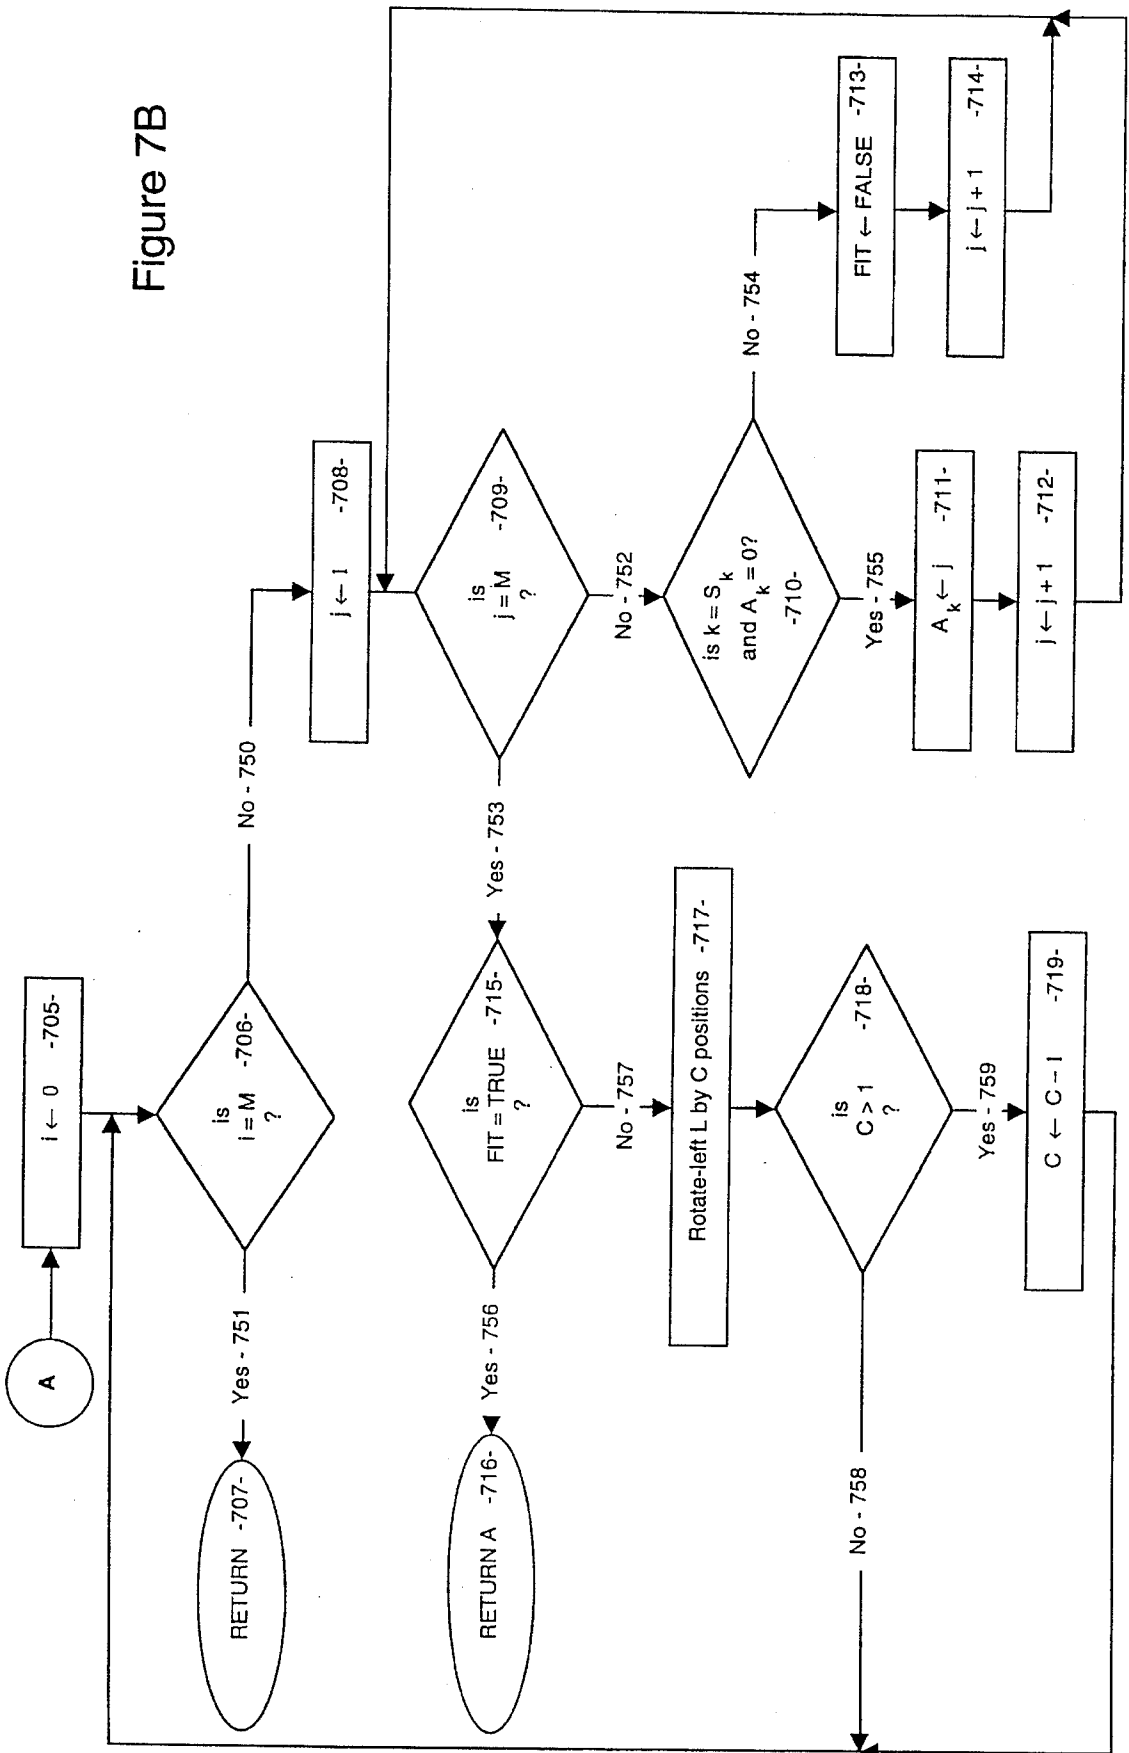 Figure 7B
A
i ← 0 -705-
is
i = M -706-
?
Yes - 751
No - 750
RETURN -707-
j ← 1 -708-
is
j = M -709-
?
Yes - 753
No - 752
is
FIT = TRUE -715-
?
Yes - 756
No - 757
RETURN A -716-
is k = S k
and A k = 0?
-710-
No - 754
Yes - 755
FIT ← FALSE -713-
j ← j + 1 -714-
A k ← j -711-
j ← j + 1 -712-
Rotate-left L by C positions -717-
is
C > 1 -718-
?
No - 758
Yes - 759
C ← C - 1 -719-